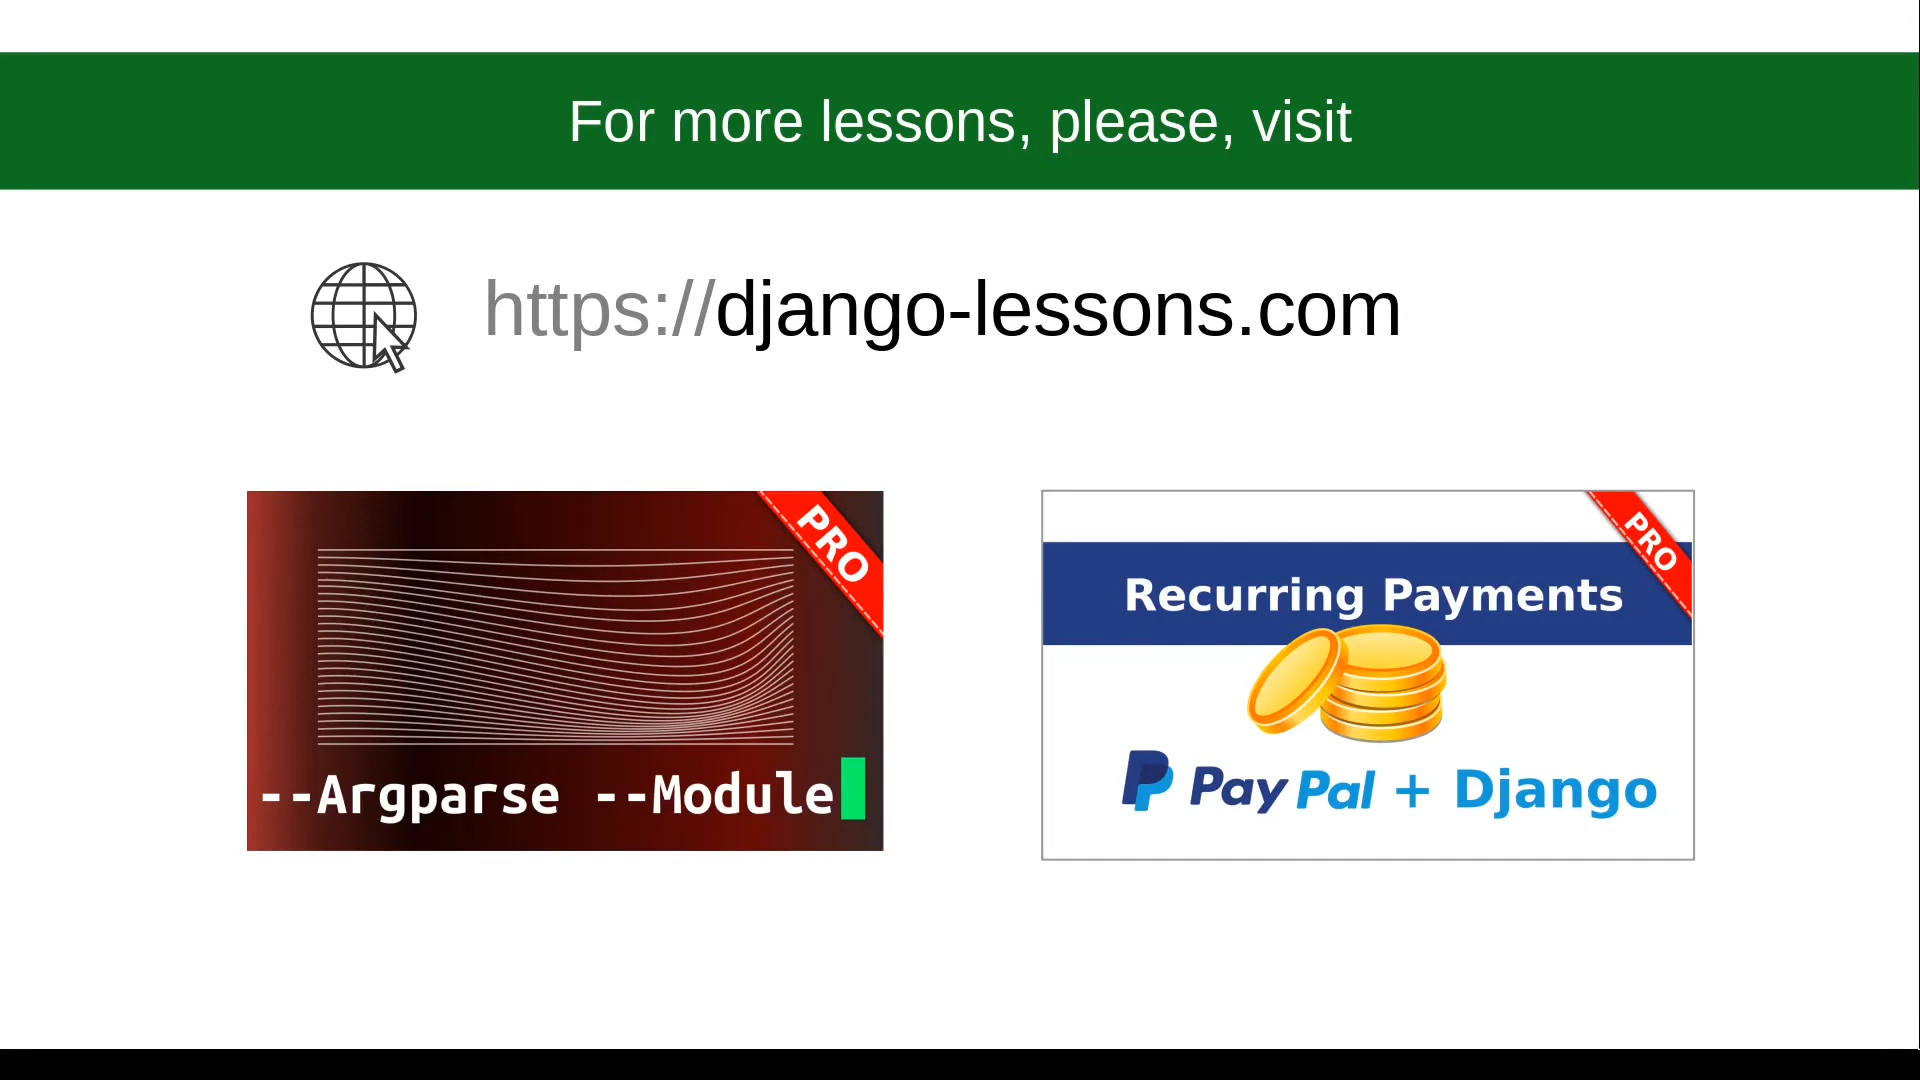 For more lessons, please, visit
https://django-lessons.com
PRO
--Argparse --Module
PRO
Recurring Payments
PayPal + Django